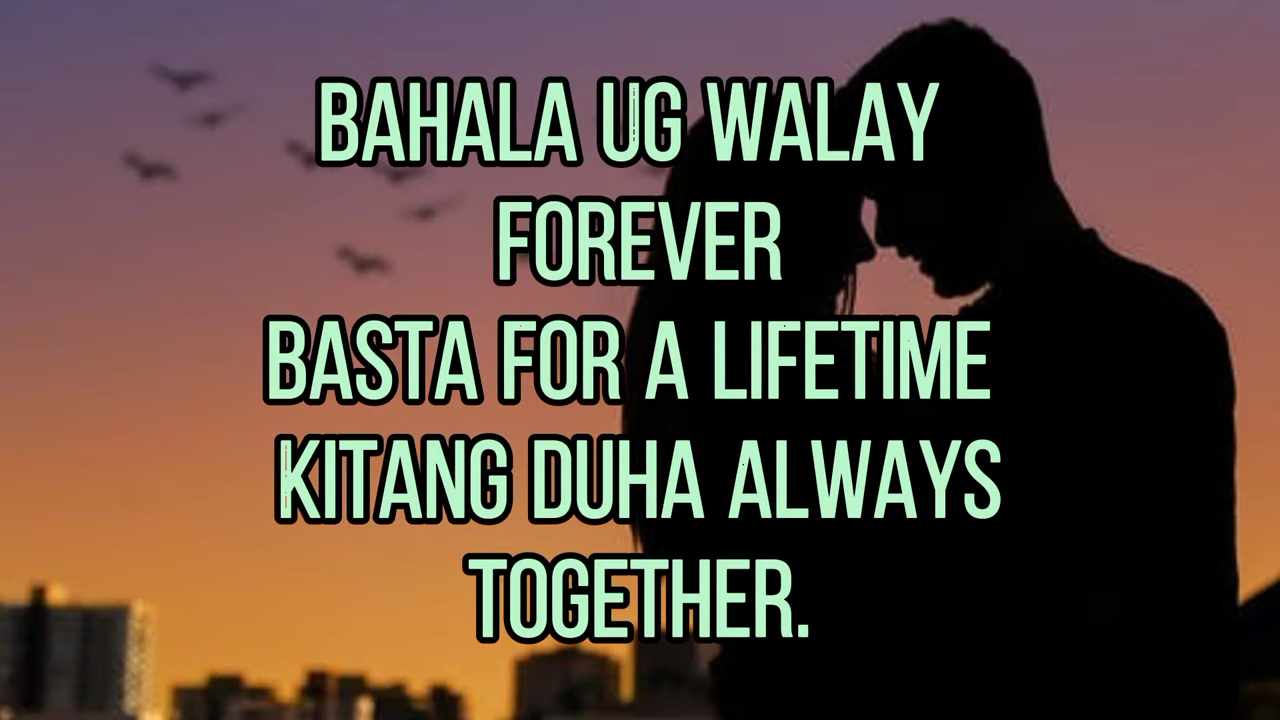 BAHALA UG WALAY
FOREVER
BASTA FOR A LIFETIME
KITANG DUHA ALWAYS
TOGETHER.